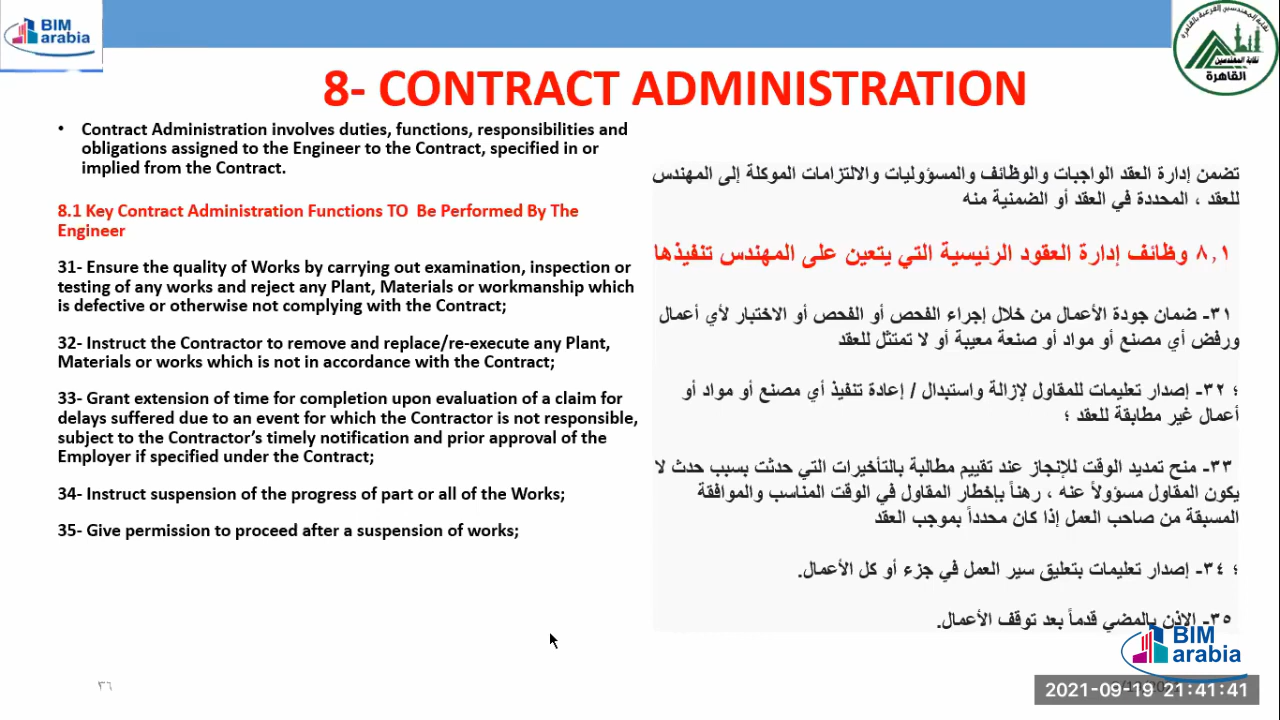 BIM
arabia
نقابة المهندسين
القاهرة
8- CONTRACT ADMINISTRATION
• Contract Administration involves duties, functions, responsibilities and
obligations assigned to the Engineer to the Contract, specified in or
implied from the Contract.
8.1 Key Contract Administration Functions TO Be Performed By The
Engineer
31- Ensure the quality of Works by carrying out examination, inspection or
testing of any works and reject any Plant, Materials or workmanship which
is defective or otherwise not complying with the Contract;
32- Instruct the Contractor to remove and replace/re-execute any Plant,
Materials or works which is not in accordance with the Contract;
33- Grant extension of time for completion upon evaluation of a claim for
delays suffered due to an event for which the Contractor is not responsible,
subject to the Contractor's timely notification and prior approval of the
Employer if specified under the Contract;
34- Instruct suspension of the progress of part or all of the Works;
35- Give permission to proceed after a suspension of works;
تضمن إدارة العقد الواجبات والوظائف والمسؤوليات والالتزامات الموكلة إلى المهندس
للعقد ، المحددة في العقد أو الضمنية منه
٨,١ وظائف إدارة العقود الرئيسية التي يتعين على المهندس تنفيذها
٣١- ضمان جودة الأعمال من خلال إجراء الفحص أو الفحص أو الاختبار لأي أعمال
ورفض أي مصنع أو مواد أو صنعة معيبة أو لا تمتثل للعقد
؛ ٣٢- إصدار تعليمات للمقاول لإزالة واستبدال / إعادة تنفيذ أي مصنع أو مواد أو
أعمال غير مطابقة للعقد ؛
٣٣- منح تمديد الوقت للإنجاز عند تقييم مطالبة بالتأخيرات التي حدثت بسبب حدث لا
يكون المقاول مسؤولاً عنه ، رهناً بإخطار المقاول في الوقت المناسب والموافقة
المسبقة من صاحب العمل إذا كان محدداً بموجب العقد
؛ ٣٤- إصدار تعليمات بتعليق سير العمل في جزء أو كل الأعمال.
٣٥- الإذن بالمضي قدماً بعد توقف الأعمال.
BIM
arabia
٣٦
2021-09-19 21:41:41